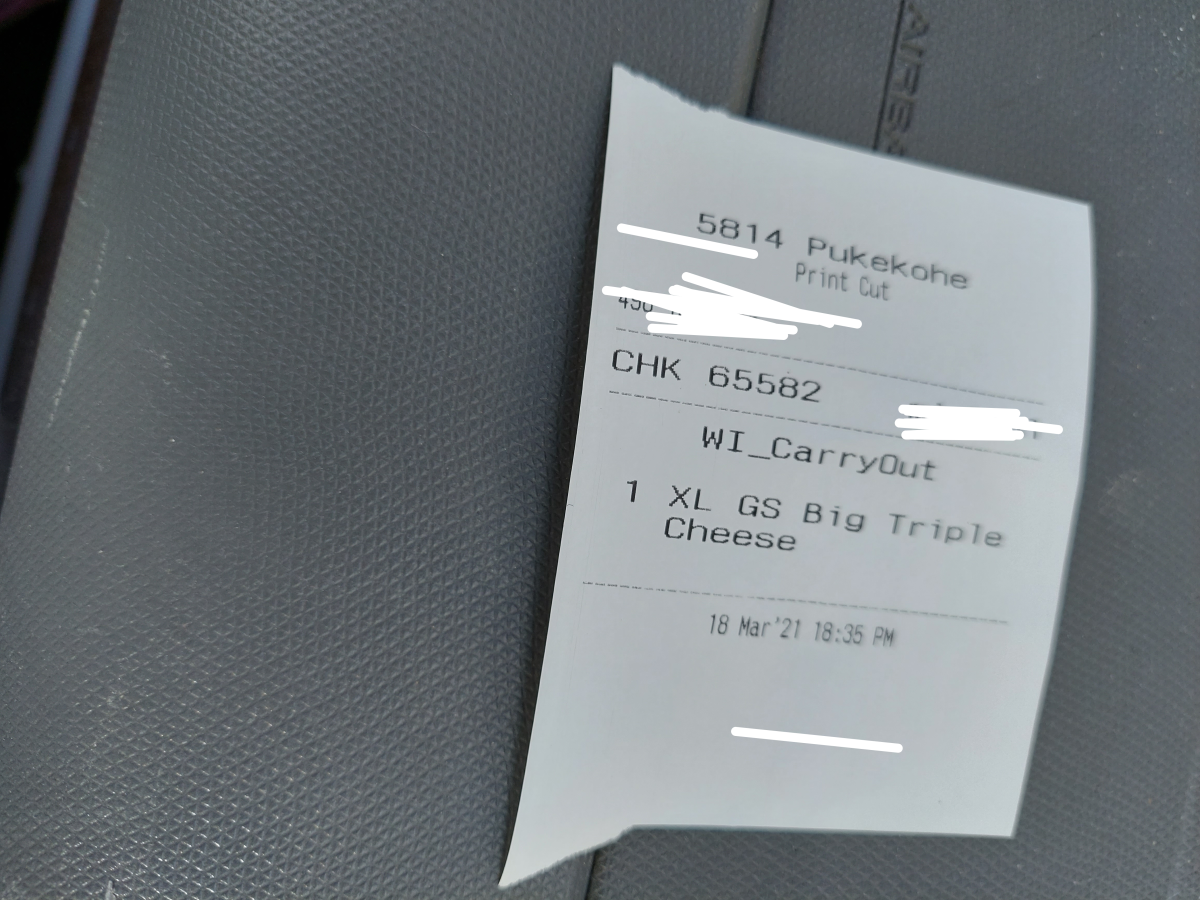 AIRBA
5814 Pukekohe
Print Cut
CHK 65582
WI_CarryOut
1 XL GS Big Triple
Cheese
18 Mar'21 18:35 PM